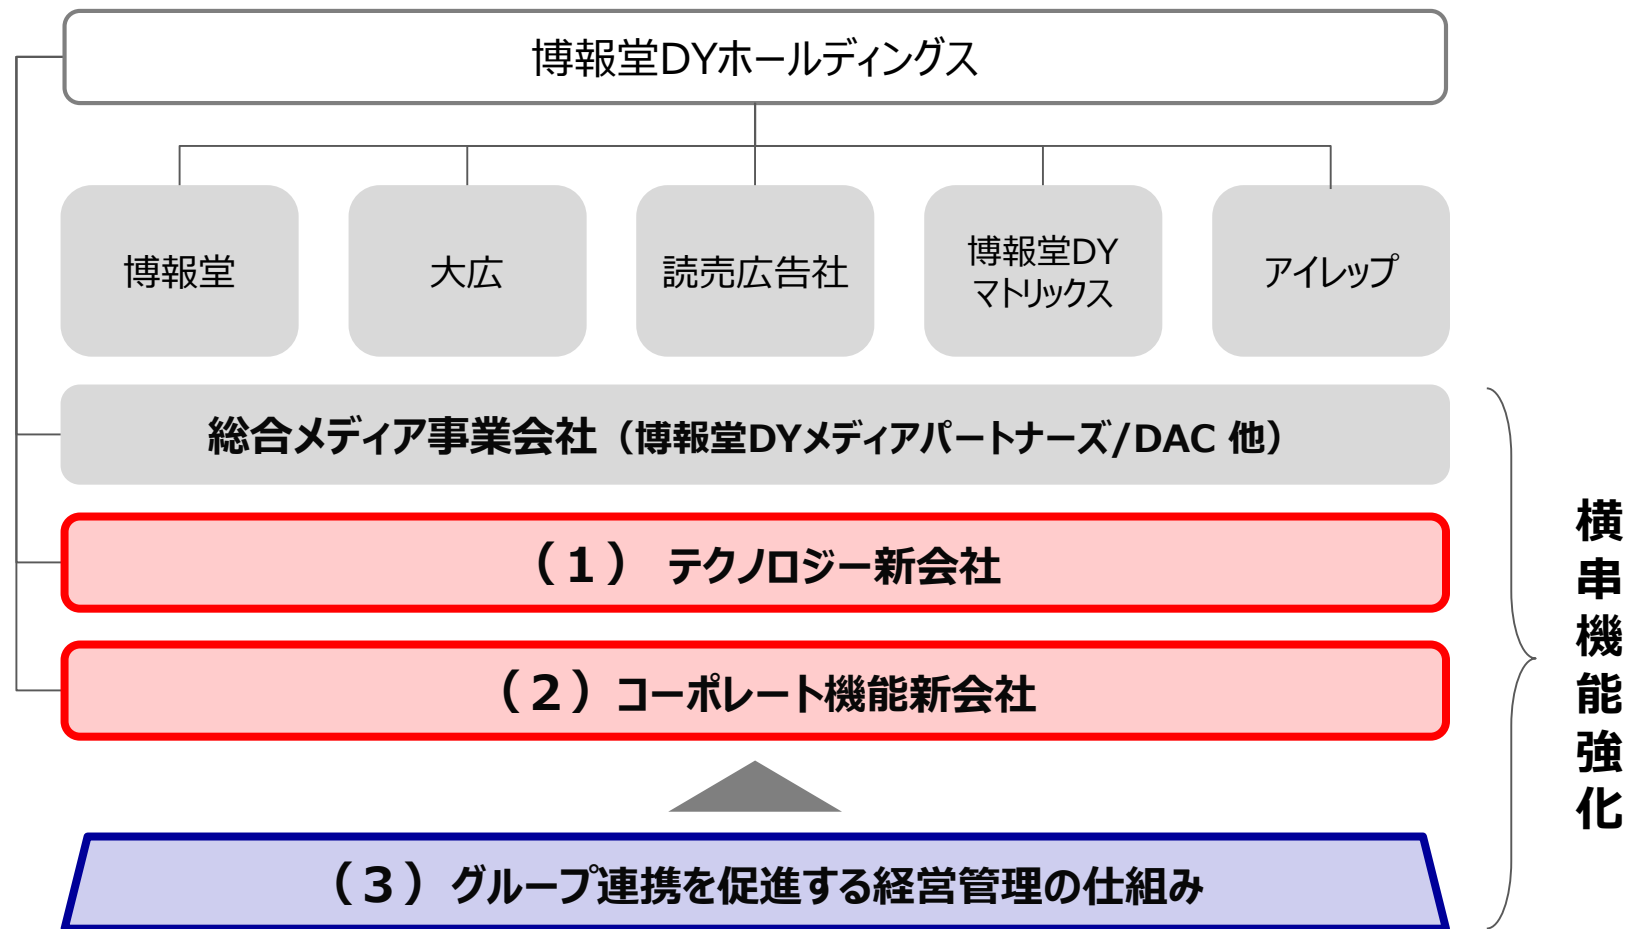 博報堂DYホールディングス
博報堂
大広
読売広告社
博報堂DY
マトリックス
アイレップ
総合メディア事業会社（博報堂DYメディアパートナーズ/DAC 他）
（１） テクノロジー新会社
（２）コーポレート機能新会社
（３）グループ連携を促進する経営管理の仕組み
横串機能強化